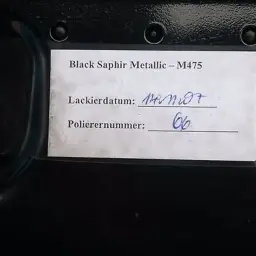 Black Saphir Metallic – M475
Lackierdatum: 14.11.07
Polierernummer: 66